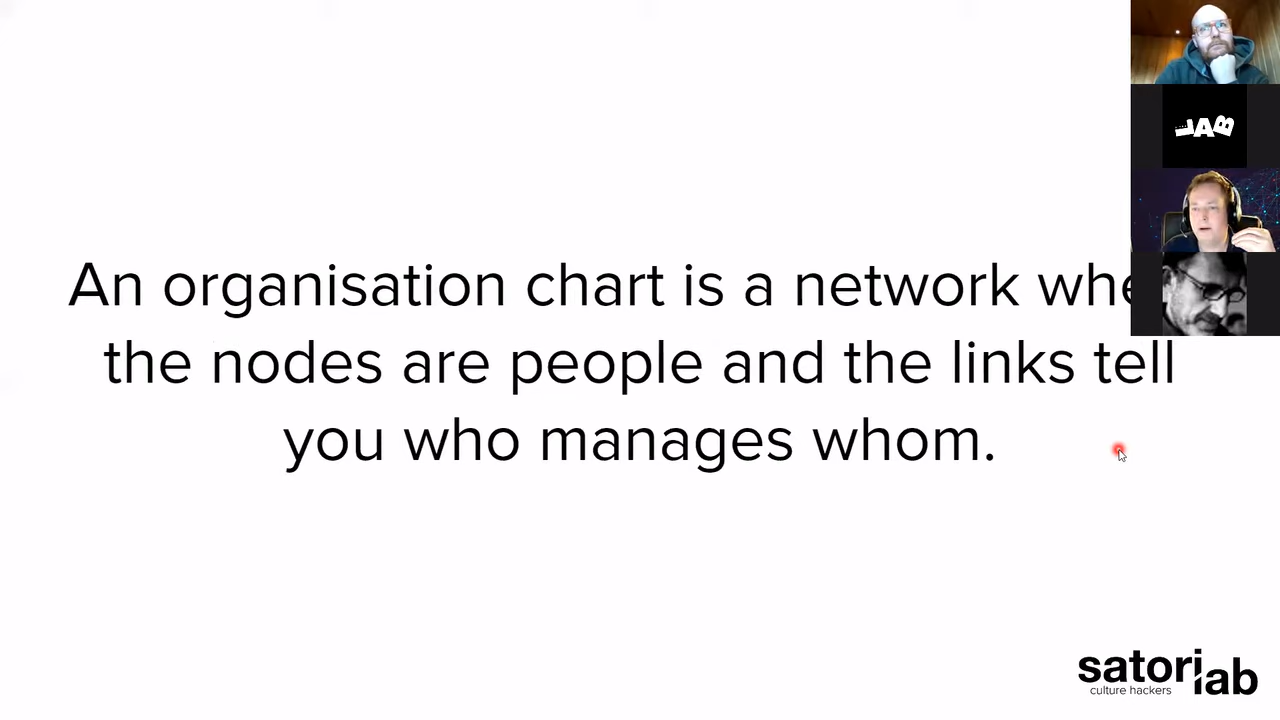 An organisation chart is a network
the nodes are people and the links tell
you who manages whom.
LAB
satori lab
culture hackers